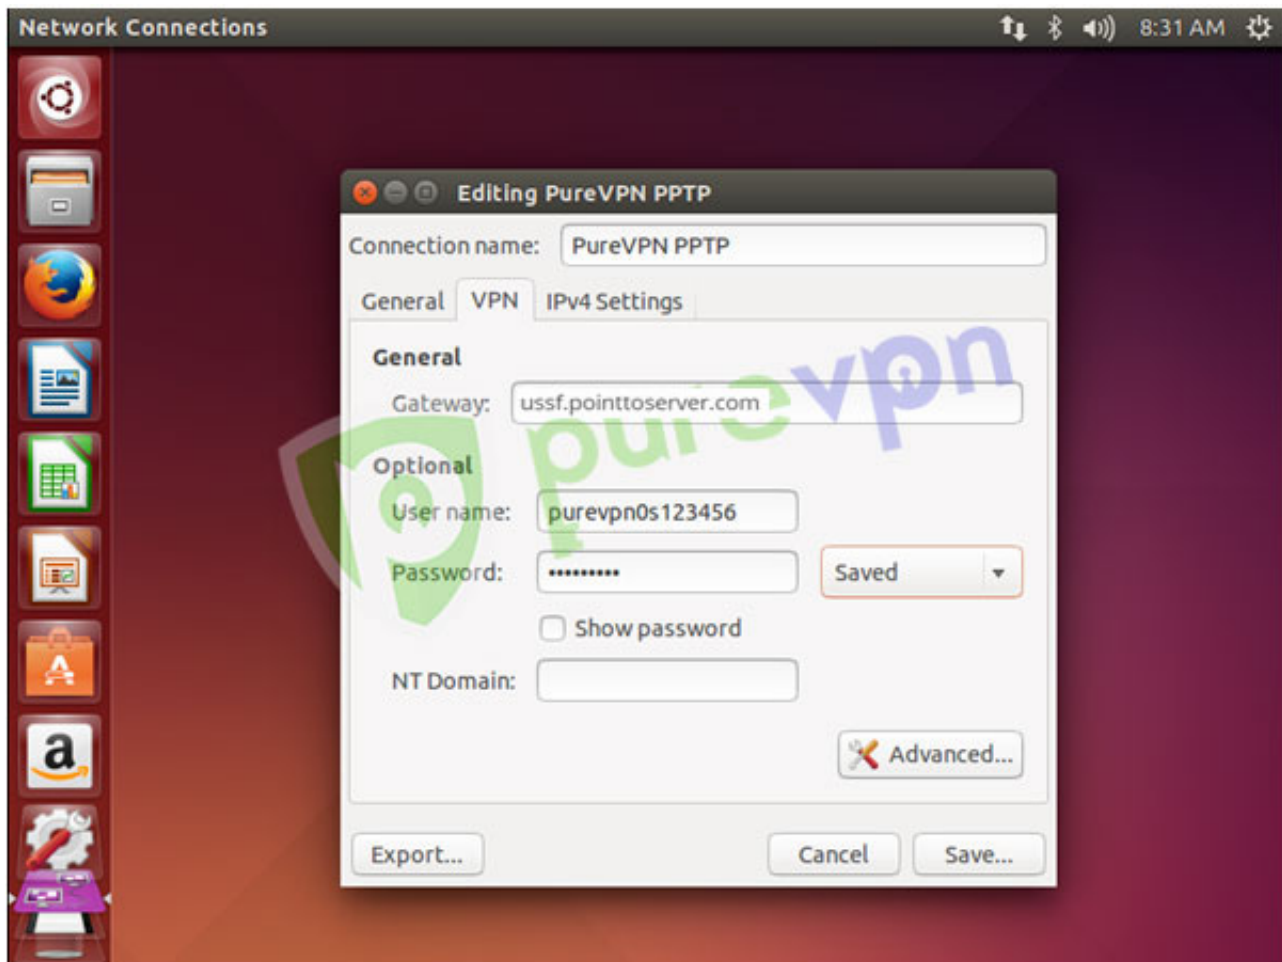 Network Connections 8:31 AM
Editing PureVPN PPTP
Connection name: PureVPN PPTP
General VPN IPv4 Settings
General
Gateway: ussf.pointtoserver.com
purevpn
Optional
User name: purevpn0s123456
Password: ••••••••• Saved
Show password
NT Domain:
Advanced...
Export... Cancel Save...